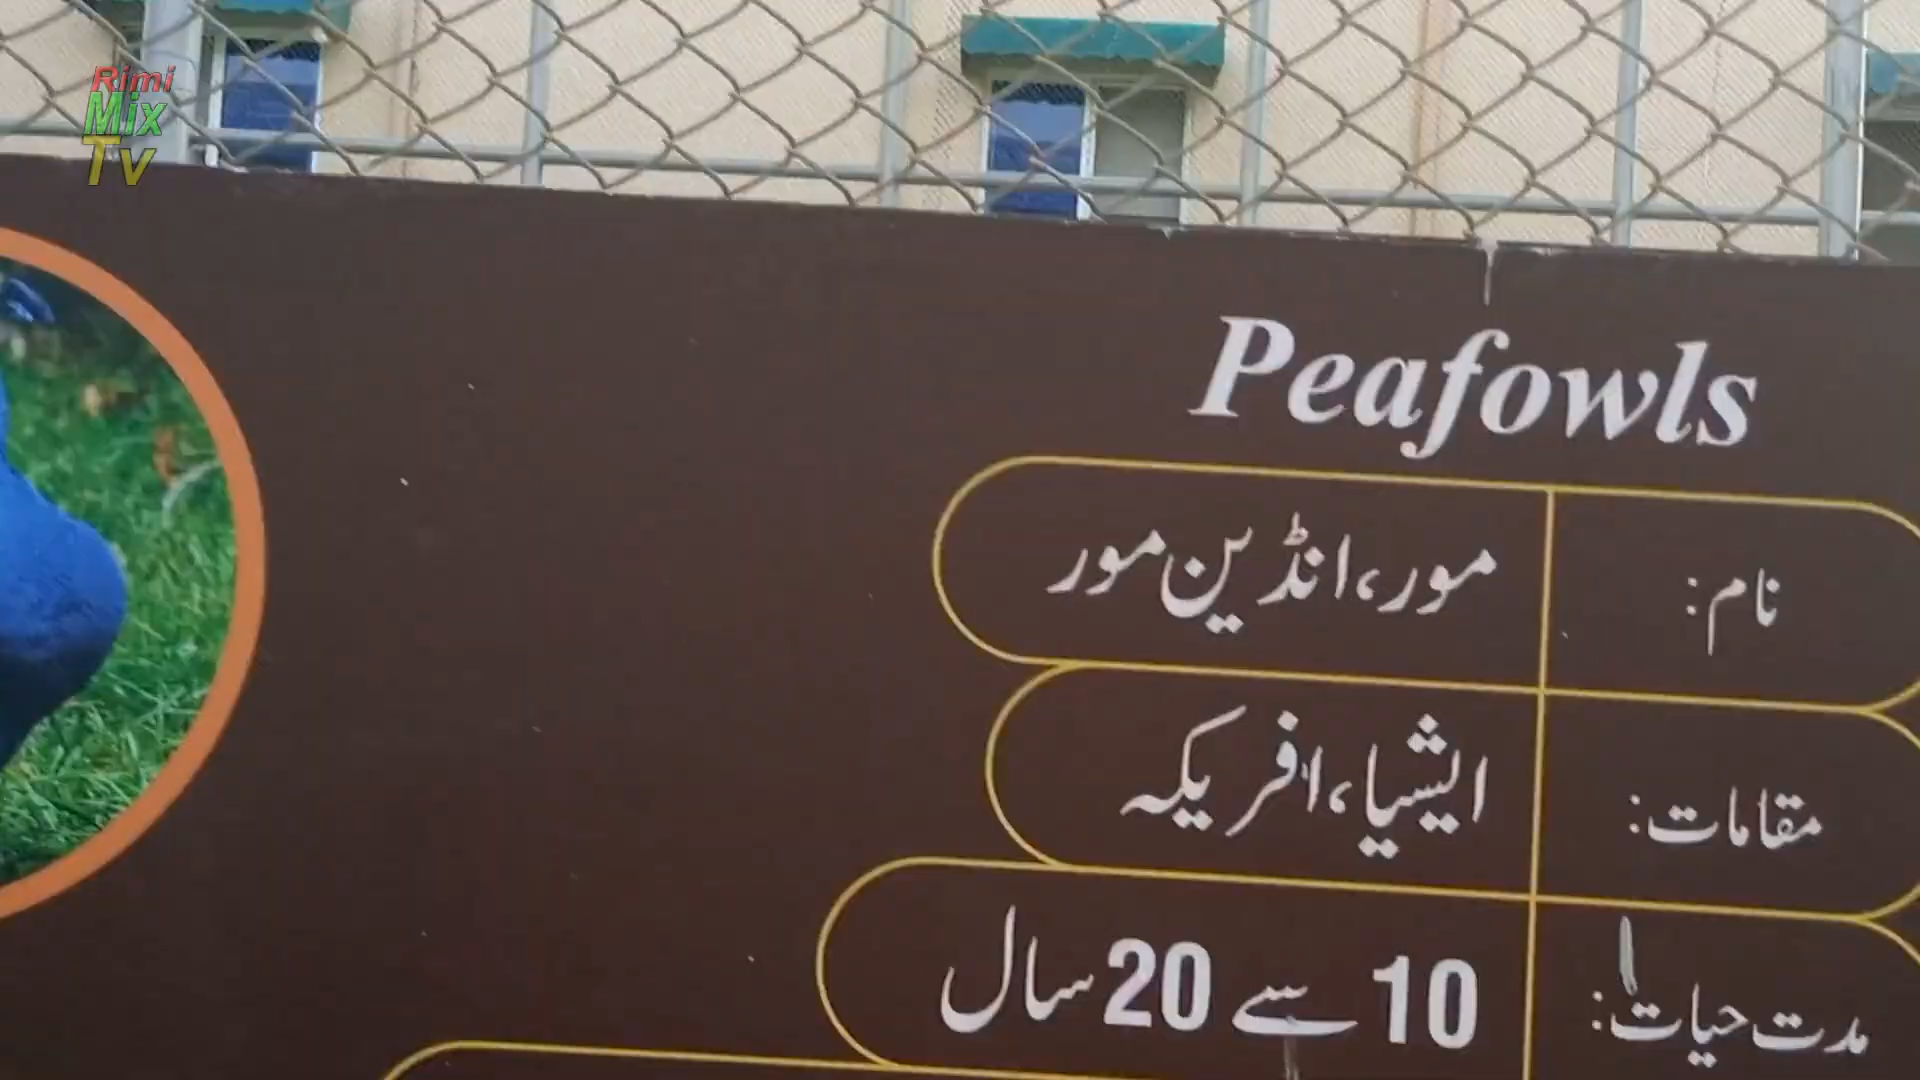 Rimi
Mix
Tv
Peafowls
نام: مور، انڈین مور
مقامات: ایشیا، افریکہ
مدت حیات: 10 سے 20 سال